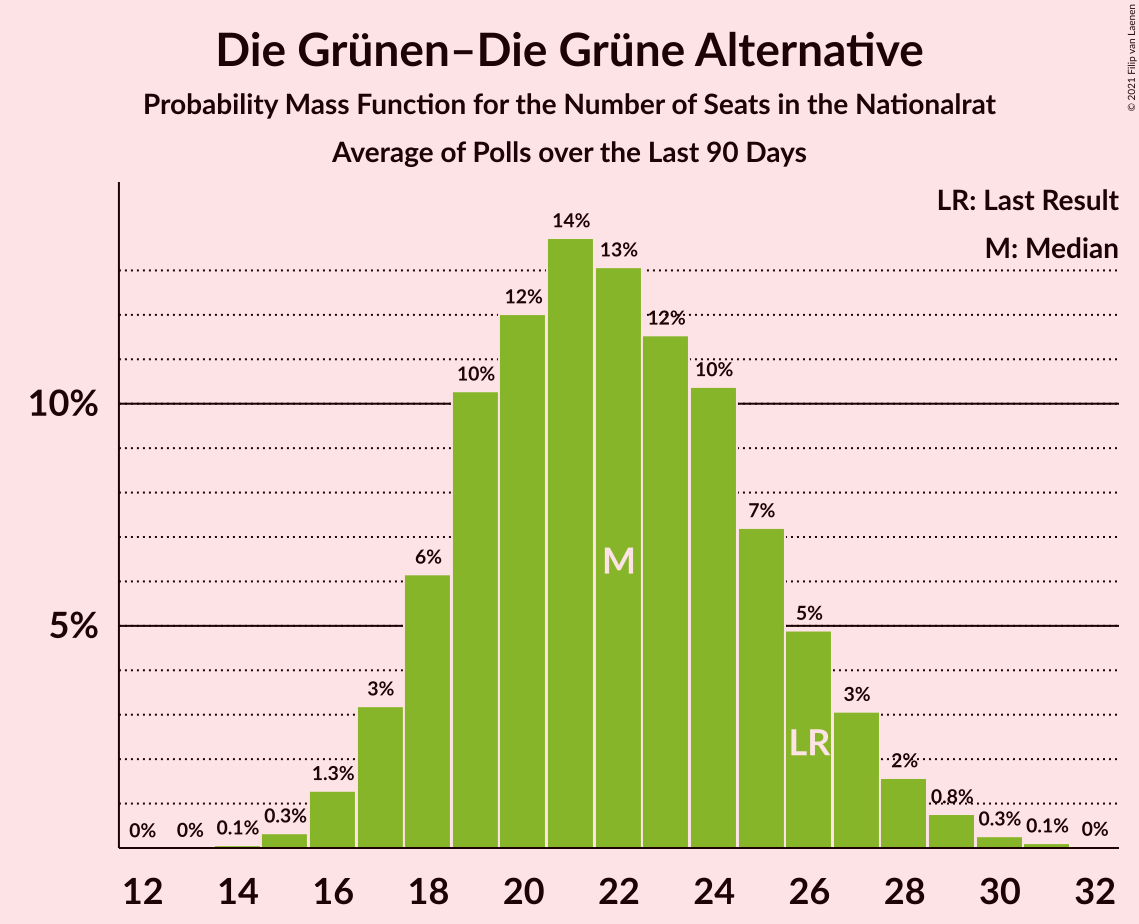 Die Grünen–Die Grüne Alternative
Probability Mass Function for the Number of Seats in the Nationalrat
Average of Polls over the Last 90 Days
© 2021 Filip van Laenen
LR: Last Result
M: Median
10%
5%
0% 0% 0.1% 0.3% 1.3% 3% 6% 10% 12% 14% 13% 12% 10% 7% 5% 3% 2% 0.8% 0.3% 0.1% 0%
M
LR
12 14 16 18 20 22 24 26 28 30 32